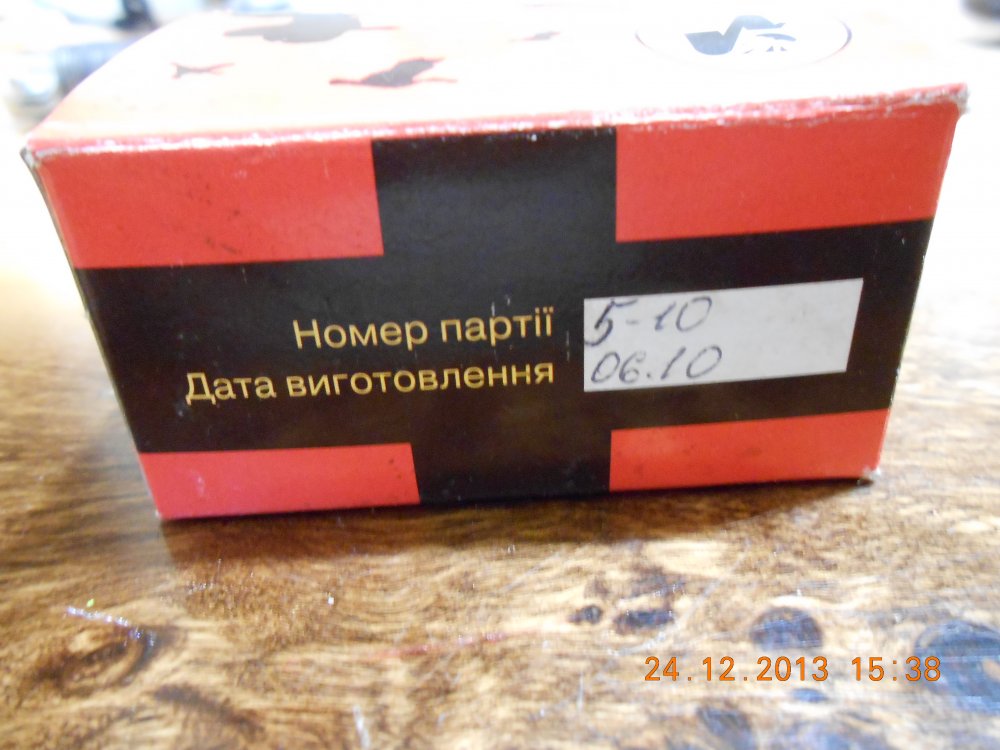 Номер партії 5-10
Дата виготовлення 06.10
24.12.2013 15:38